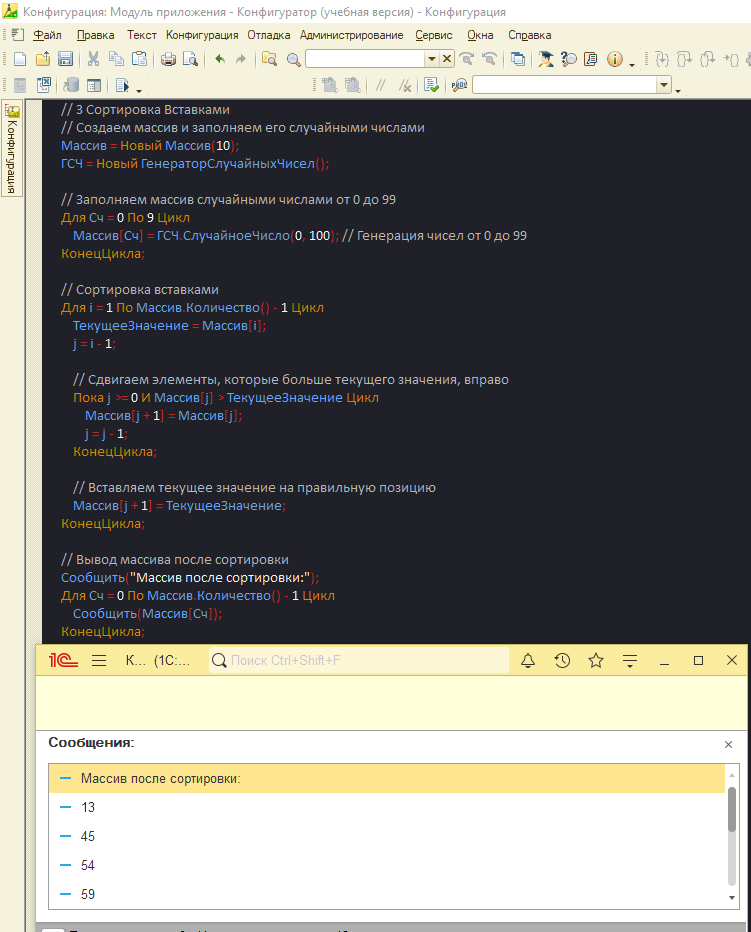 Конфигурация: Модуль приложения - Конфигуратор (учебная версия) - Конфигурация
Файл Правка Текст Конфигурация Отладка Администрирование Сервис Окна Справка
Конфигурация
// 3 Сортировка Вставками
// Создаем массив и заполняем его случайными числами
Массив = Новый Массив(10);
ГСЧ = Новый ГенераторСлучайныхЧисел();
// Заполняем массив случайными числами от 0 до 99
Для Сч = 0 По 9 Цикл
Массив[Сч] = ГСЧ.СлучайноеЧисло(0, 100); // Генерация чисел от 0 до 99
КонецЦикла;
// Сортировка вставками
Для i = 1 По Массив.Количество() - 1 Цикл
ТекущееЗначение = Массив[i];
j = i - 1;
// Сдвигаем элементы, которые больше текущего значения, вправо
Пока j >= 0 И Массив[j] > ТекущееЗначение Цикл
Массив[j + 1] = Массив[j];
j = j - 1;
КонецЦикла;
// Вставляем текущее значение на правильную позицию
Массив[j + 1] = ТекущееЗначение;
КонецЦикла;
// Вывод массива после сортировки
Сообщить("Массив после сортировки:");
Для Сч = 0 По Массив.Количество() - 1 Цикл
Сообщить(Массив[Сч]);
КонецЦикла;
1С К... (1С:... Поиск Ctrl+Shift+F
Сообщения:
Массив после сортировки:
13
45
54
59